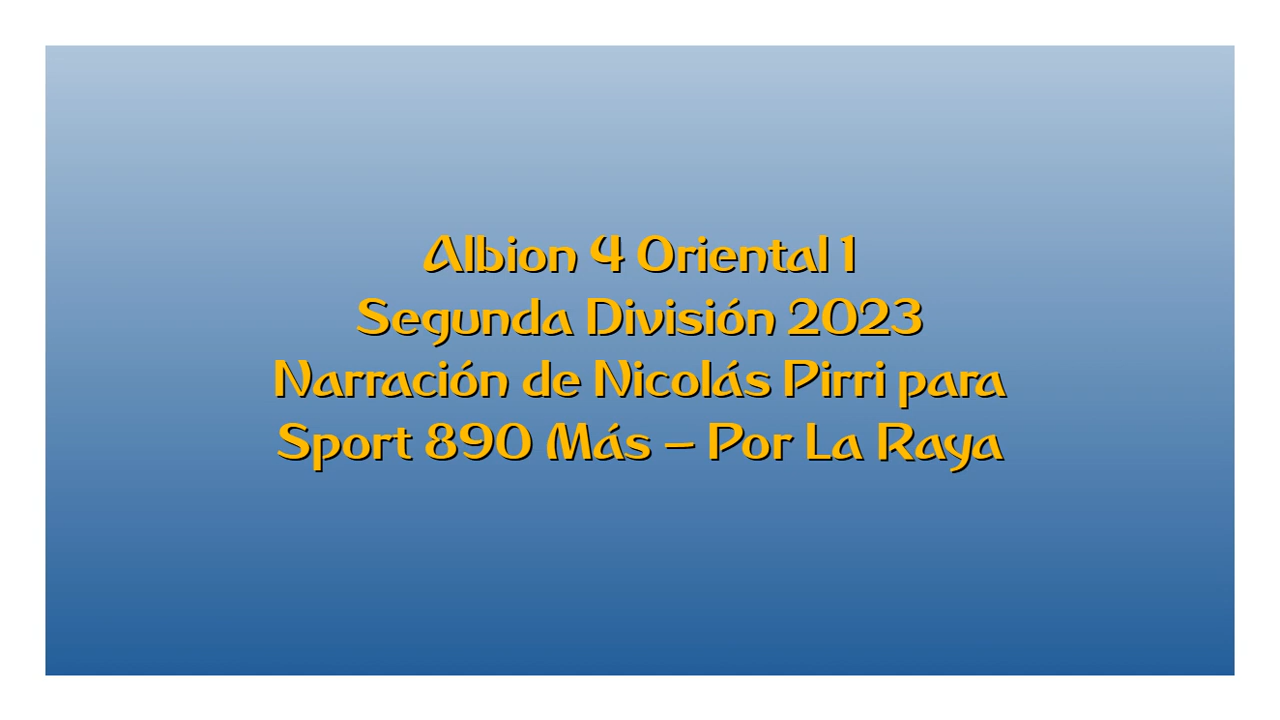 Albion 4 Oriental 1
Segunda División 2023
Narración de Nicolás Pirri para
Sport 890 Más – Por La Raya